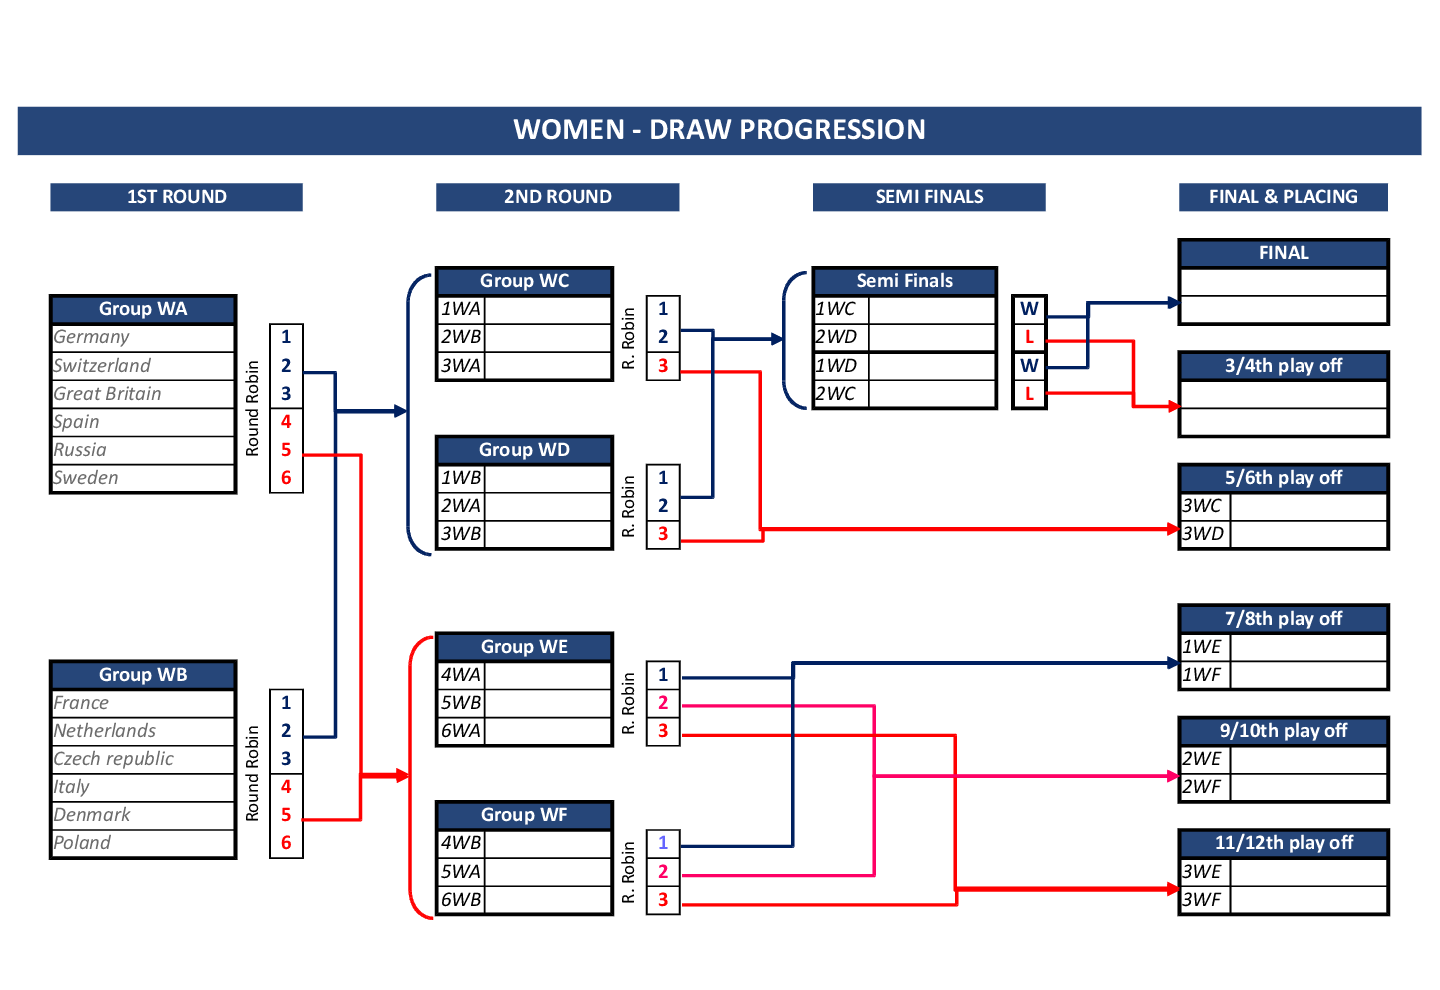 WOMEN - DRAW PROGRESSION
1ST ROUND
2ND ROUND
SEMI FINALS
FINAL & PLACING
Group WA
Germany
Switzerland
Great Britain
Spain
Russia
Sweden
Round Robin
1
2
3
4
5
6
Group WB
France
Netherlands
Czech republic
Italy
Denmark
Poland
Round Robin
1
2
3
4
5
6
Group WC
1WA
2WB
3WA
R. Robin
1
2
3
Group WD
1WB
2WA
3WB
R. Robin
1
2
3
Group WE
4WA
5WB
6WA
R. Robin
1
2
3
Group WF
4WB
5WA
6WB
R. Robin
1
2
3
Semi Finals
1WC
2WD
1WD
2WC
W
L
W
L
FINAL
3/4th play off
5/6th play off
3WC
3WD
7/8th play off
1WE
1WF
9/10th play off
2WE
2WF
11/12th play off
3WE
3WF